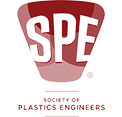 SPE
®
SOCIETY OF
PLASTICS ENGINEERS